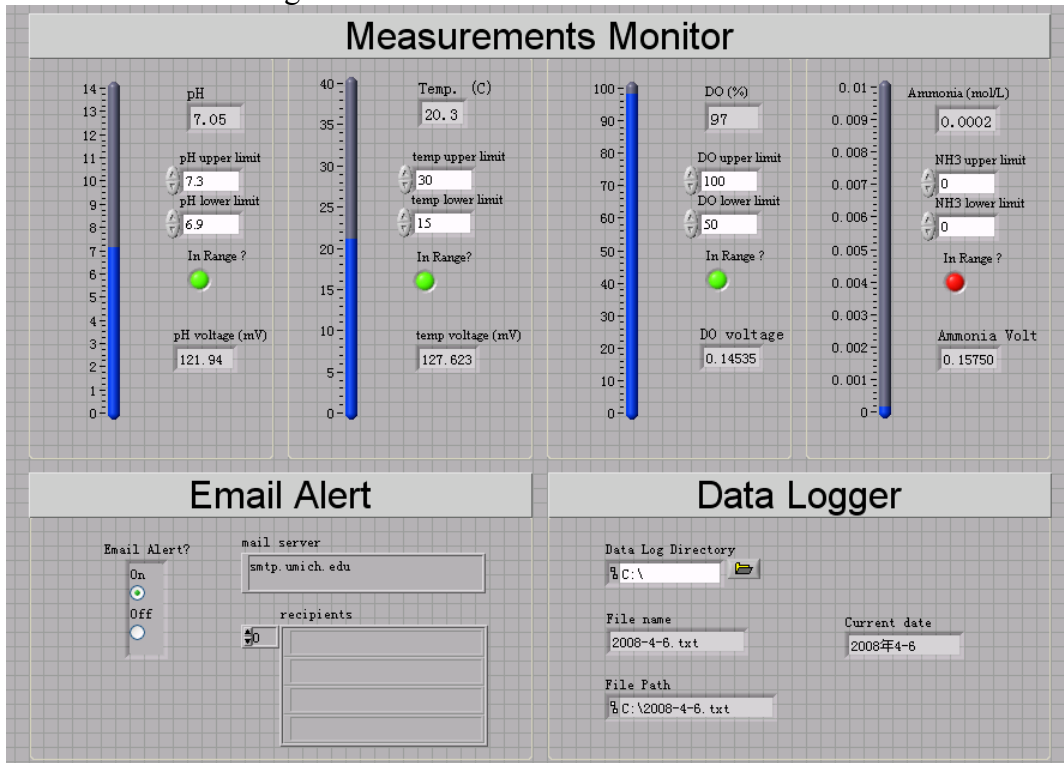 Measurements Monitor
14
13
12
11
10
9
8
7
6
5
4
3
2
1
0
pH
7.05
pH upper limit
7.3
pH lower limit
6.9
In Range ?
pH voltage (mV)
121.94
40
35
30
25
20
15
10
5
0
Temp. (C)
20.3
temp upper limit
30
temp lower limit
15
In Range?
temp voltage (mV)
127.623
100
90
80
70
60
50
40
30
20
10
0
DO (%)
97
DO upper limit
100
DO lower limit
50
In Range ?
DO voltage
0.14535
0.01
0.009
0.008
0.007
0.006
0.005
0.004
0.003
0.002
0.001
0
Ammonia (mol/L)
0.0002
NH3 upper limit
0
NH3 lower limit
0
In Range ?
Ammonia Volt
0.15750
Email Alert
Email Alert?
On
Off
mail server
smtp.umich.edu
recipients
0
Data Logger
Data Log Directory
C:\
File name
2008-4-6.txt
Current date
2008年4-6
File Path
C:\2008-4-6.txt